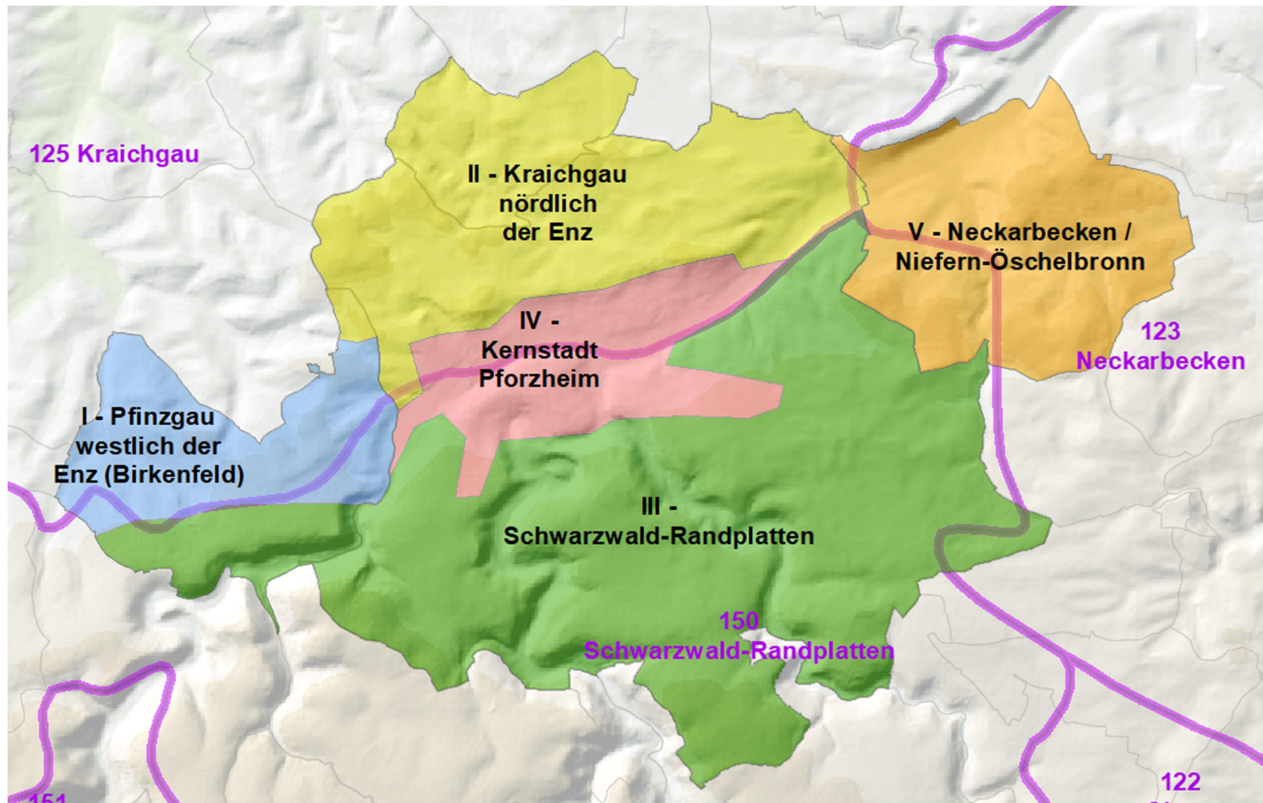 125 Kraichgau
II - Kraichgau
nördlich
der Enz
V - Neckarbecken /
Niefern-Öschelbronn
IV -
Kernstadt
Pforzheim
123
Neckarbecken
I - Pfinzgau
westlich der
Enz (Birkenfeld)
III -
Schwarzwald-Randplatten
150
Schwarzwald-Randplatten
151
122